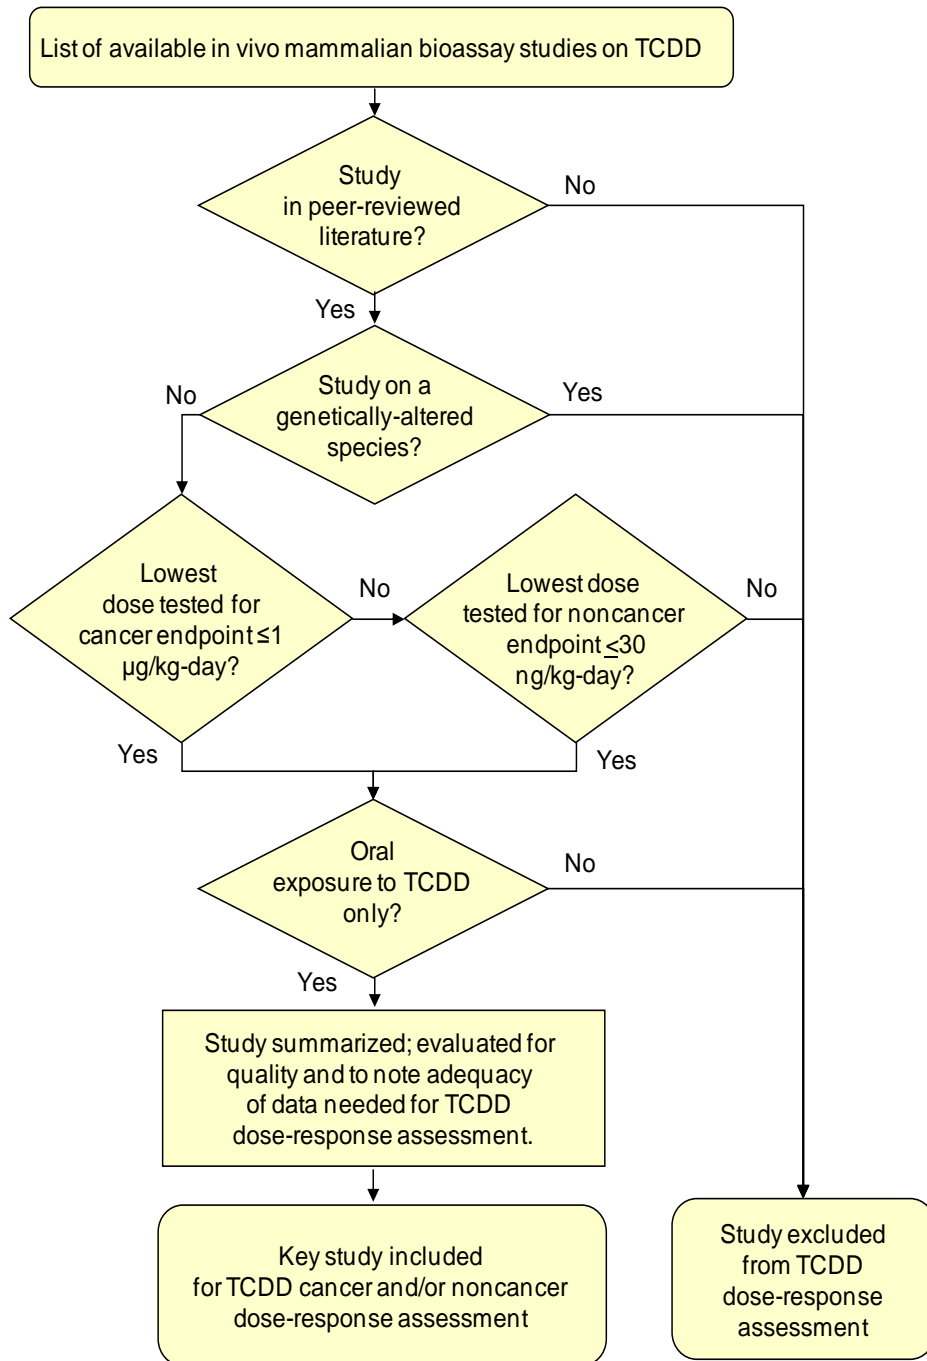 List of available in vivo mammalian bioassay studies on TCDD
Study
in peer-reviewed
literature?
No
Yes
Study on a
genetically-altered
species?
No
Yes
Lowest
dose tested for
cancer endpoint ≤1
µg/kg-day?
No
Lowest dose
tested for noncancer
endpoint ≤30
ng/kg-day?
No
Yes
Yes
Oral
exposure to TCDD
only?
No
Yes
Study summarized; evaluated for
quality and to note adequacy
of data needed for TCDD
dose-response assessment.
Key study included
for TCDD cancer and/or noncancer
dose-response assessment
Study excluded
from TCDD
dose-response
assessment